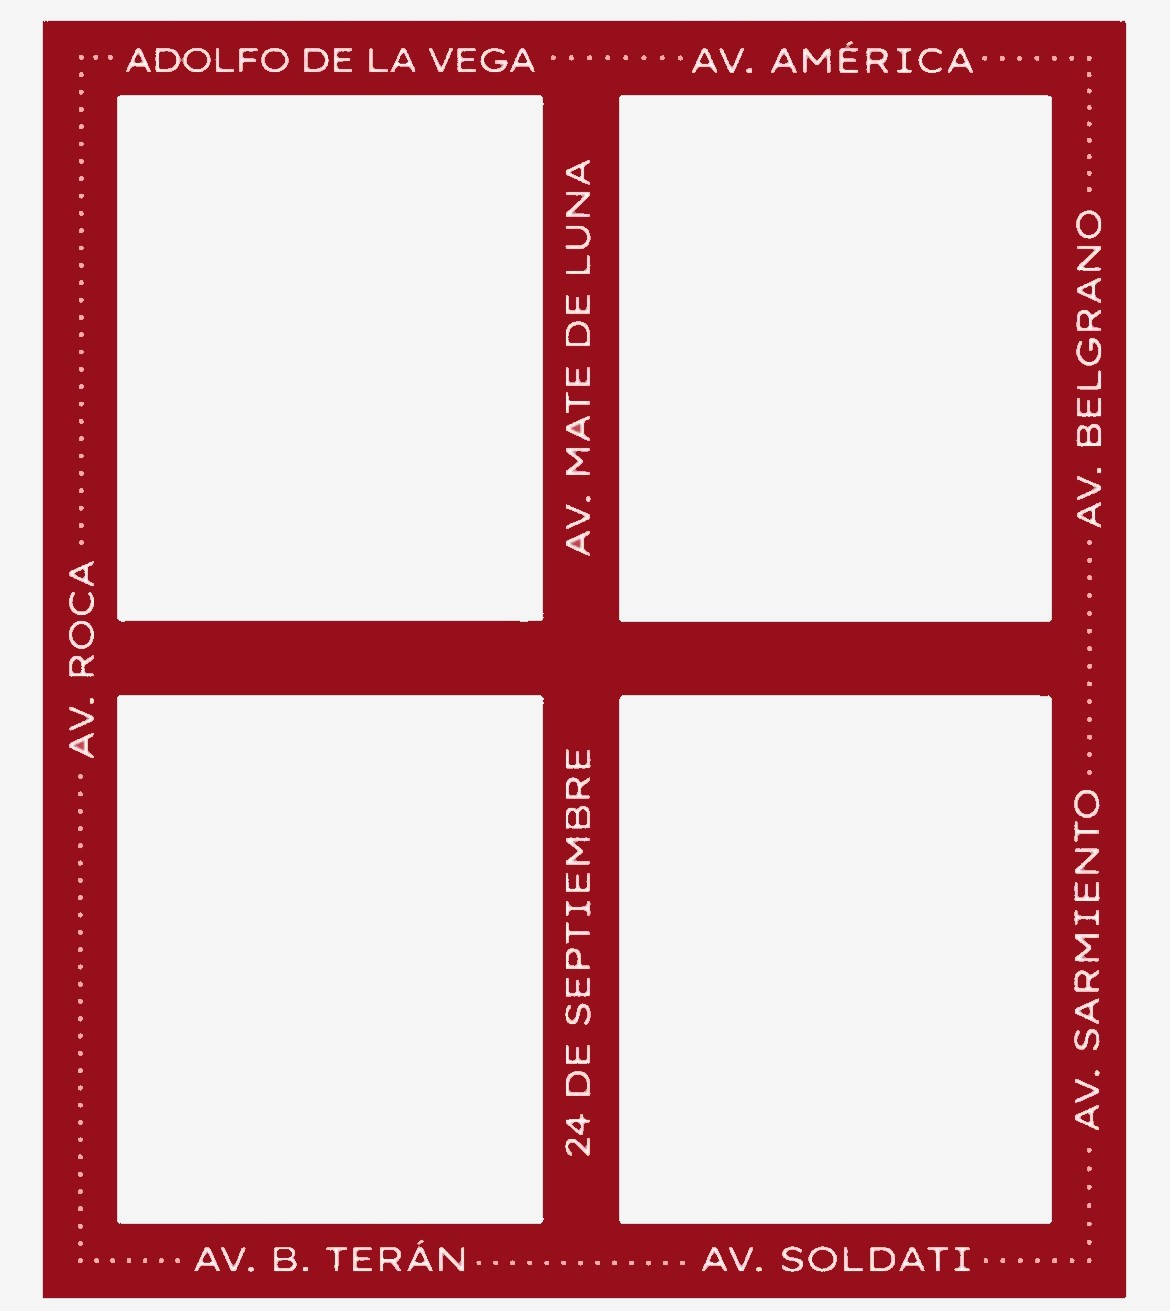 ADOLFO DE LA VEGA
AV. AMÉRICA
AV. MATE DE LUNA
AV. BELGRANO
AV. ROCA
24 DE SEPTIEMBRE
AV. SARMIENTO
AV. B. TERÁN
AV. SOLDATI